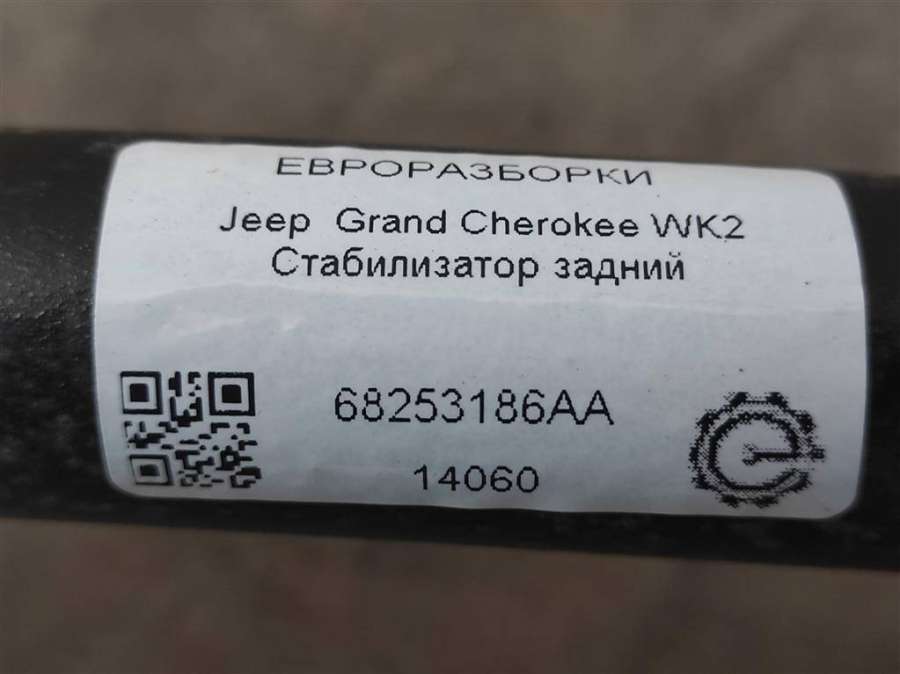 ЕВРОРАЗБОРКИ
Jeep Grand Cherokee WK2
Стабилизатор задний
68253186AA
14060